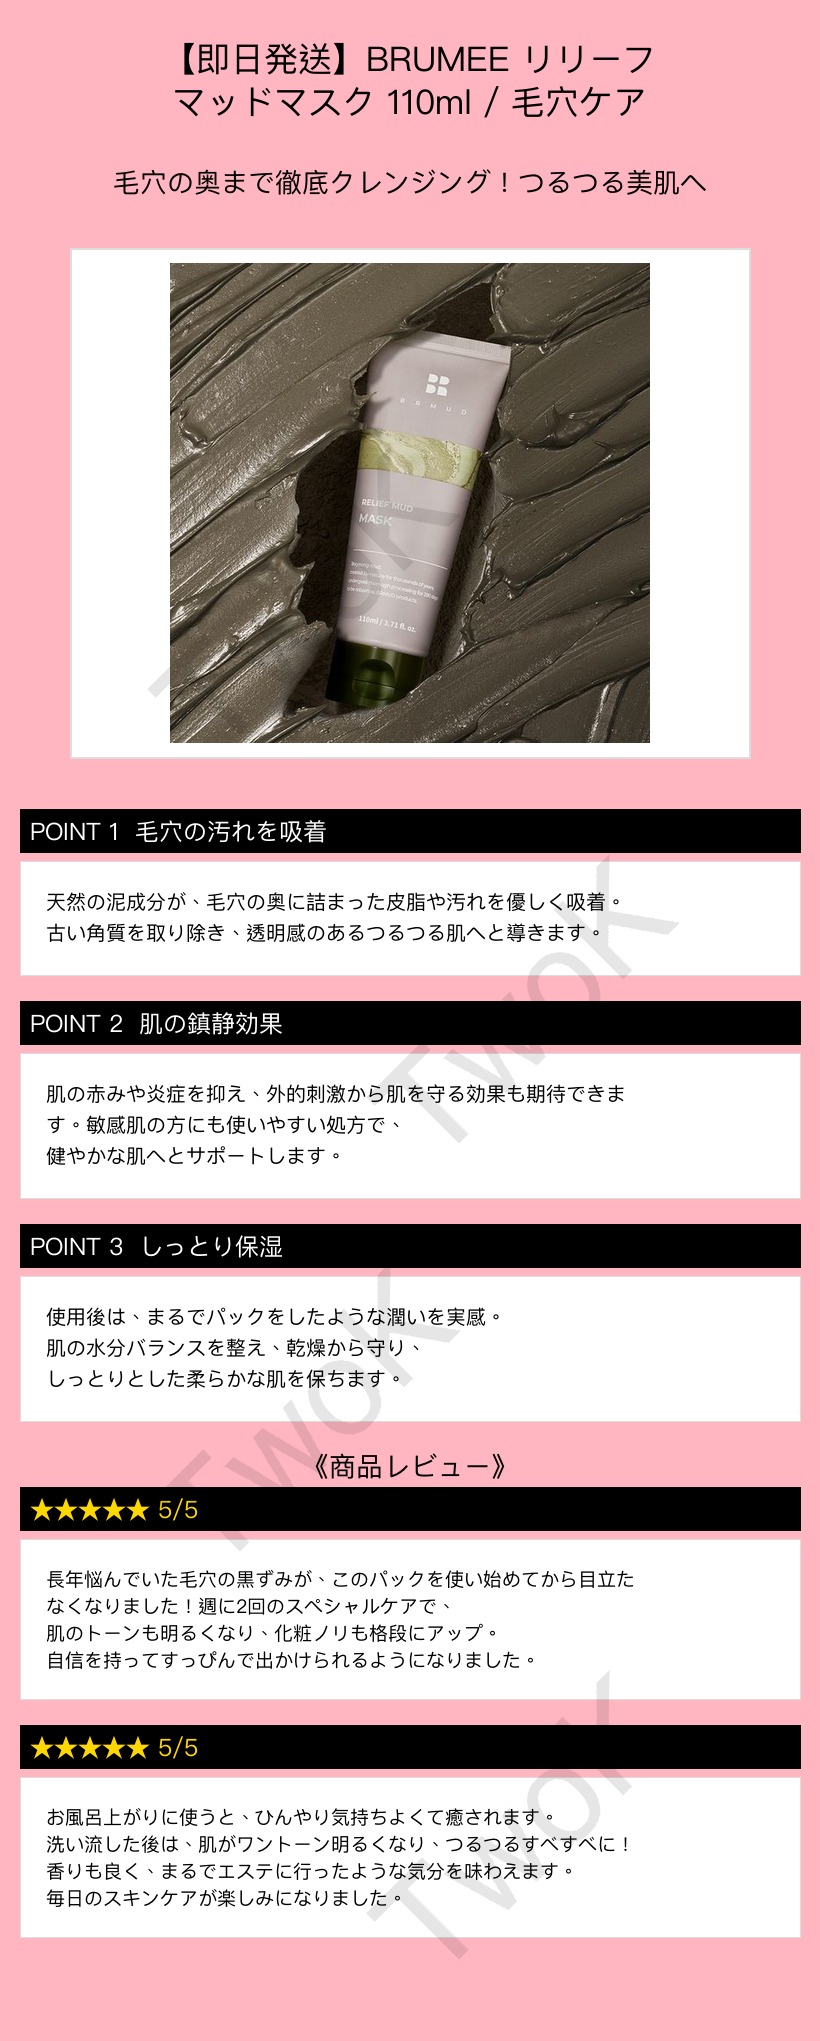 【即日発送】BRUMEE リリーフ
マッドマスク 110ml / 毛穴ケア
毛穴の奥まで徹底クレンジング！つるつる美肌へ
BRMUD
RELIEF MUD
MASK
110ml / 3.71 fl. oz.
POINT 1 毛穴の汚れを吸着
天然の泥成分が、毛穴の奥に詰まった皮脂や汚れを優しく吸着。
古い角質を取り除き、透明感のあるつるつる肌へと導きます。
POINT 2 肌の鎮静効果
肌の赤みや炎症を抑え、外的刺激から肌を守る効果も期待できま
す。敏感肌の方にも使いやすい処方で、
健やかな肌へとサポートします。
POINT 3 しっとり保湿
使用後は、まるでパックをしたような潤いを実感。
肌の水分バランスを整え、乾燥から守り、
しっとりとした柔らかな肌を保ちます。
《商品レビュー》
★★★★★ 5/5
長年悩んでいた毛穴の黒ずみが、このパックを使い始めてから目立た
なくなりました！週に2回のスペシャルケアで、
肌のトーンも明るくなり、化粧ノリも格段にアップ。
自信を持ってすっぴんで出かけられるようになりました。
★★★★★ 5/5
お風呂上がりに使うと、ひんやり気持ちよくて癒されます。
洗い流した後は、肌がワントーン明るくなり、つるつるすべすべに！
香りも良く、まるでエステに行ったような気分を味わえます。
毎日のスキンケアが楽しみになりました。
TwoK
TwoK
TwoK
TwoK